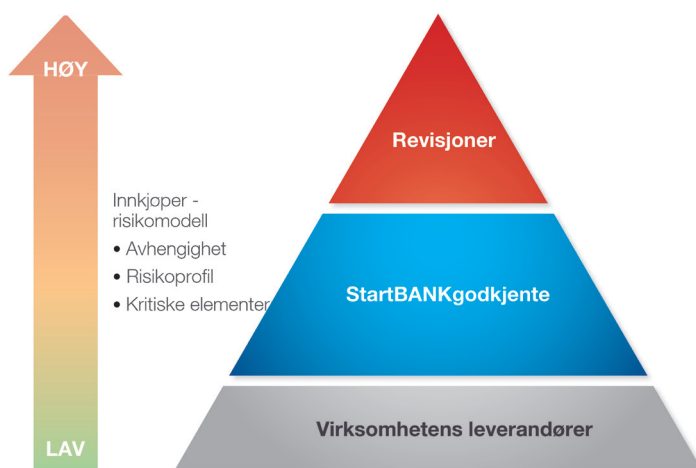 HØY
Innkjøper -
risikomodell
• Avhengighet
• Risikoprofil
• Kritiske elementer
LAV
Revisjoner
StartBANKgodkjente
Virksomhetens leverandører